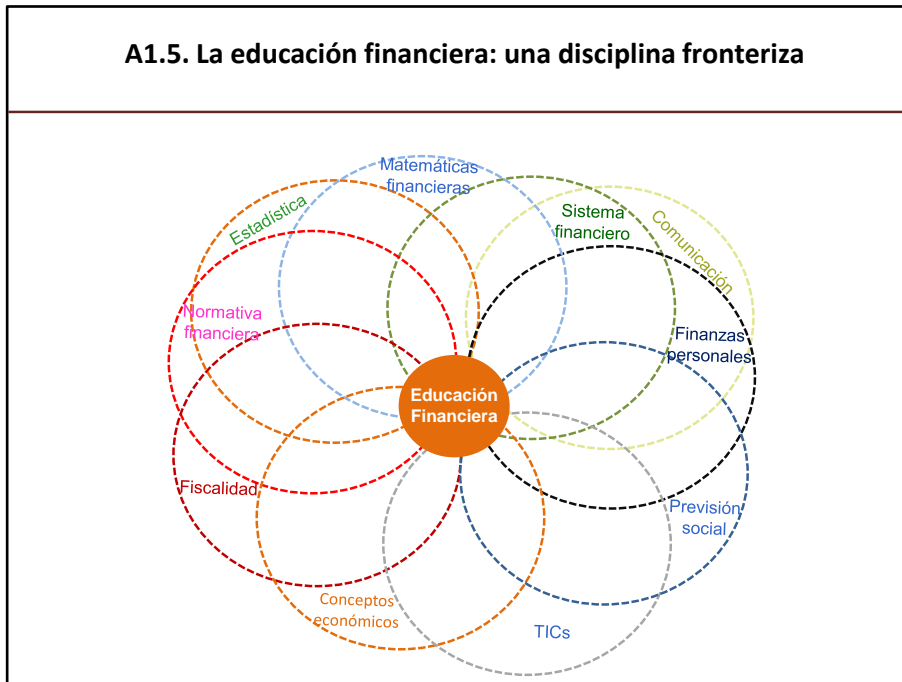 A1.5. La educación financiera: una disciplina fronteriza
Matemáticas
financieras
Estadística
Sistema
financiero
Comunicación
Normativa
financiera
Finanzas
personales
Educación
Financiera
Fiscalidad
Previsión
social
Conceptos
económicos
TICs